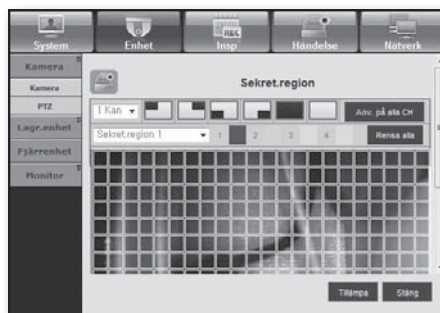 System Enhet Insp Händelse Nätverk
REC
Kamera
Kamera
PTZ
Lagr.enhet
Fjärrenhet
Monitor
Sekret.region
1 Kan Anv. på alla CH
Sekret.region 1 1 2 3 4 Rensa alla
Tillämpa Stäng